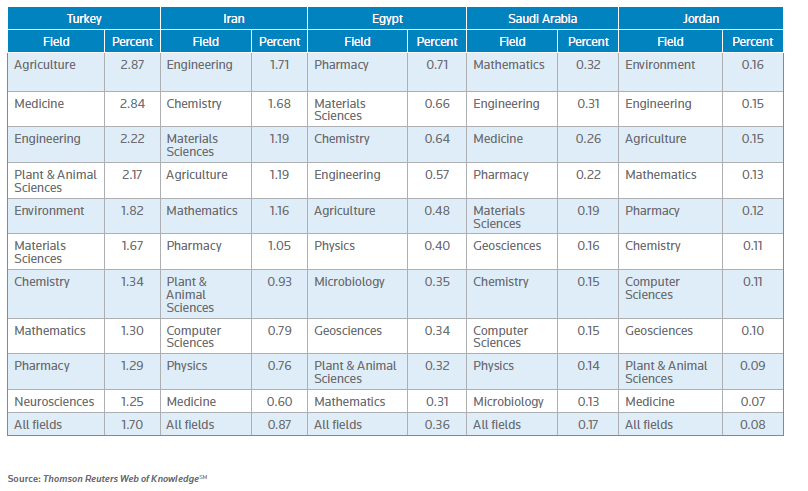 Turkey Iran Egypt Saudi Arabia Jordan
Field Percent Field Percent Field Percent Field Percent Field Percent
Agriculture 2.87 Engineering 1.71 Pharmacy 0.71 Mathematics 0.32 Environment 0.16
Medicine 2.84 Chemistry 1.68 Materials Sciences 0.66 Engineering 0.31 Engineering 0.15
Engineering 2.22 Materials Sciences 1.19 Chemistry 0.64 Medicine 0.26 Agriculture 0.15
Plant & Animal Sciences 2.17 Agriculture 1.19 Engineering 0.57 Pharmacy 0.22 Mathematics 0.13
Environment 1.82 Mathematics 1.16 Agriculture 0.48 Materials Sciences 0.19 Pharmacy 0.12
Materials Sciences 1.67 Pharmacy 1.05 Physics 0.40 Geosciences 0.16 Chemistry 0.11
Chemistry 1.34 Plant & Animal Sciences 0.93 Microbiology 0.35 Chemistry 0.15 Computer Sciences 0.11
Mathematics 1.30 Computer Sciences 0.79 Geosciences 0.34 Computer Sciences 0.15 Geosciences 0.10
Pharmacy 1.29 Physics 0.76 Plant & Animal Sciences 0.32 Physics 0.14 Plant & Animal Sciences 0.09
Neurosciences 1.25 Medicine 0.60 Mathematics 0.31 Microbiology 0.13 Medicine 0.07
All fields 1.70 All fields 0.87 All fields 0.36 All fields 0.17 All fields 0.08
Source: Thomson Reuters Web of Knowledge℠